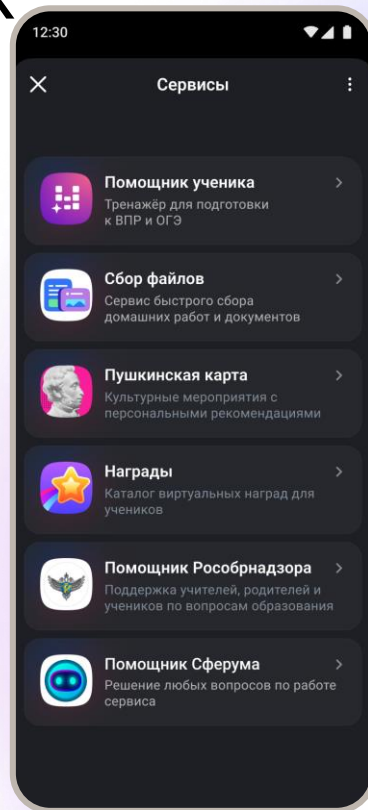 12:30
Сервисы
Помощник ученика
Тренажёр для подготовки
к ВПР и ОГЭ
Сбор файлов
Сервис быстрого сбора
домашних работ и документов
Пушкинская карта
Культурные мероприятия с
персональными рекомендациями
Награды
Каталог виртуальных наград для
учеников
Помощник Рособрнадзора
Поддержка учителей, родителей и
учеников по вопросам образования
Помощник Сферума
Решение любых вопросов по работе
сервиса